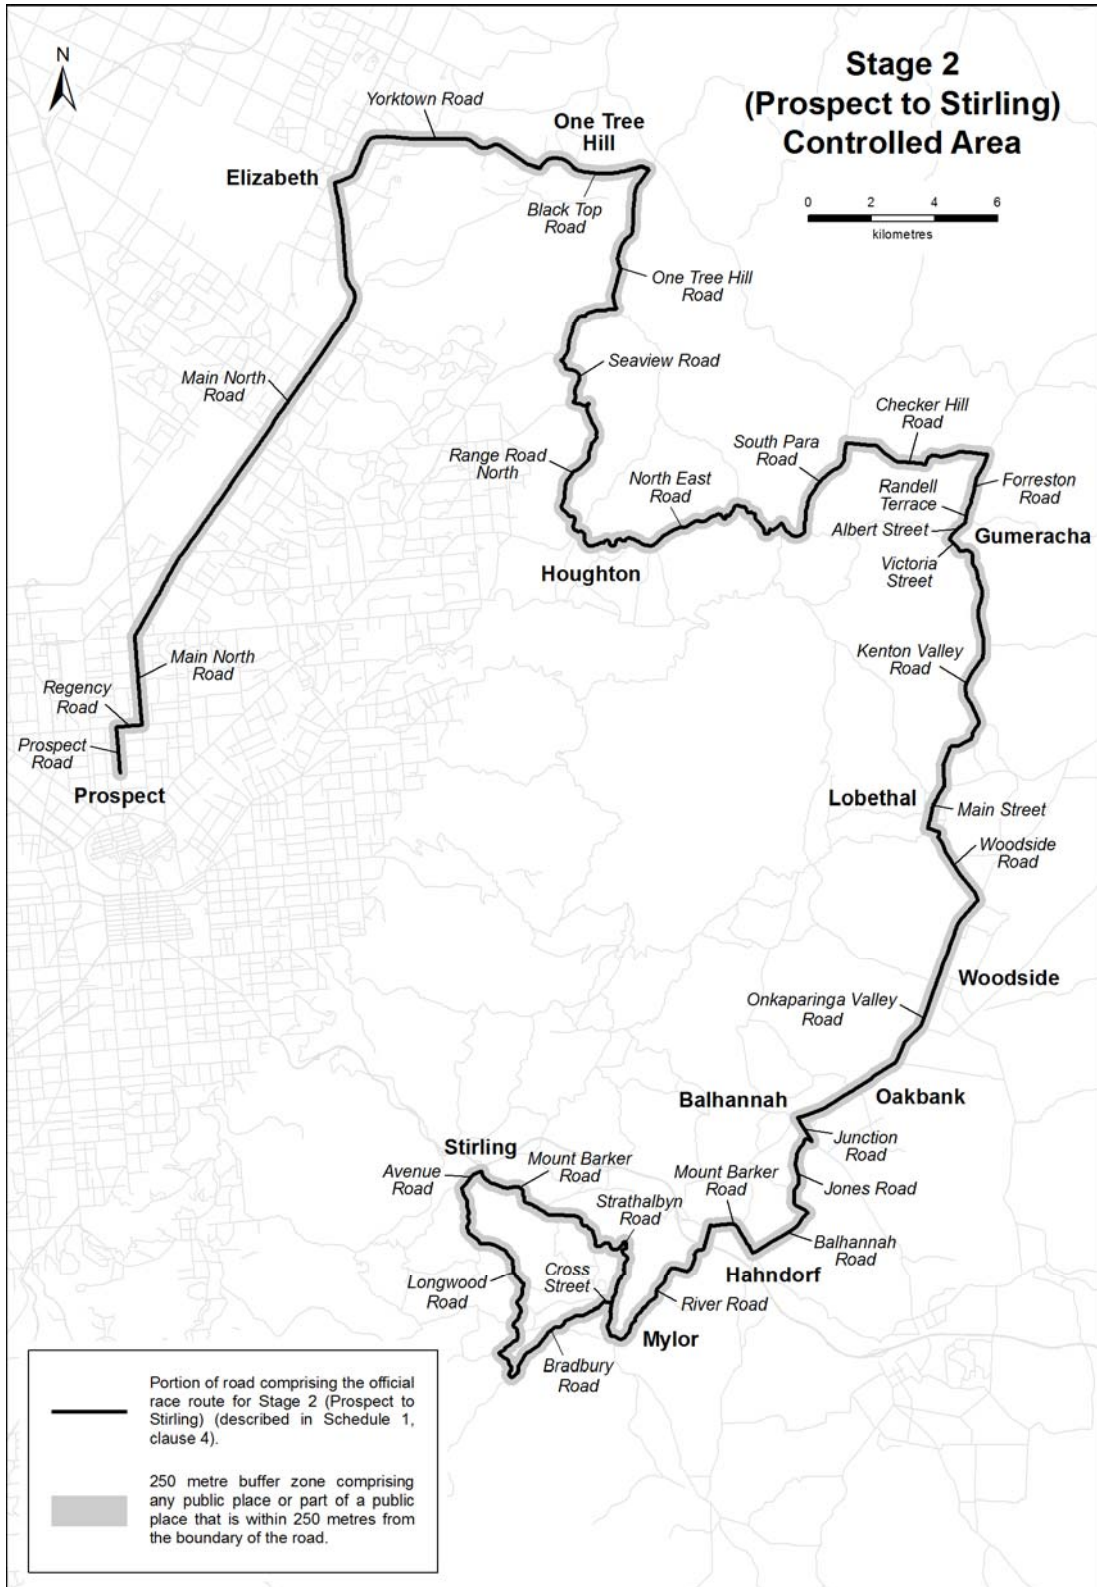 N
Stage 2
(Prospect to Stirling)
Controlled Area
0 2 4 6
kilometres
Yorktown Road
One Tree
Hill
Elizabeth
Black Top
Road
One Tree Hill
Road
Seaview Road
Main North
Road
Checker Hill
Road
South Para
Road
Range Road
North
North East
Road
Randell
Terrace
Forreston
Road
Albert Street
Gumeracha
Victoria
Street
Houghton
Main North
Road
Kenton Valley
Road
Regency
Road
Prospect
Road
Prospect
Lobethal
Main Street
Woodside
Road
Woodside
Onkaparinga Valley
Road
Balhannah
Oakbank
Junction
Road
Stirling
Avenue
Road
Mount Barker
Road
Mount Barker
Road
Jones Road
Strathalbyn
Road
Balhannah
Road
Hahndorf
Cross
Street
Longwood
Road
River Road
Mylor
Bradbury
Road
Portion of road comprising the official
race route for Stage 2 (Prospect to
Stirling) (described in Schedule 1,
clause 4).
250 metre buffer zone comprising
any public place or part of a public
place that is within 250 metres from
the boundary of the road.